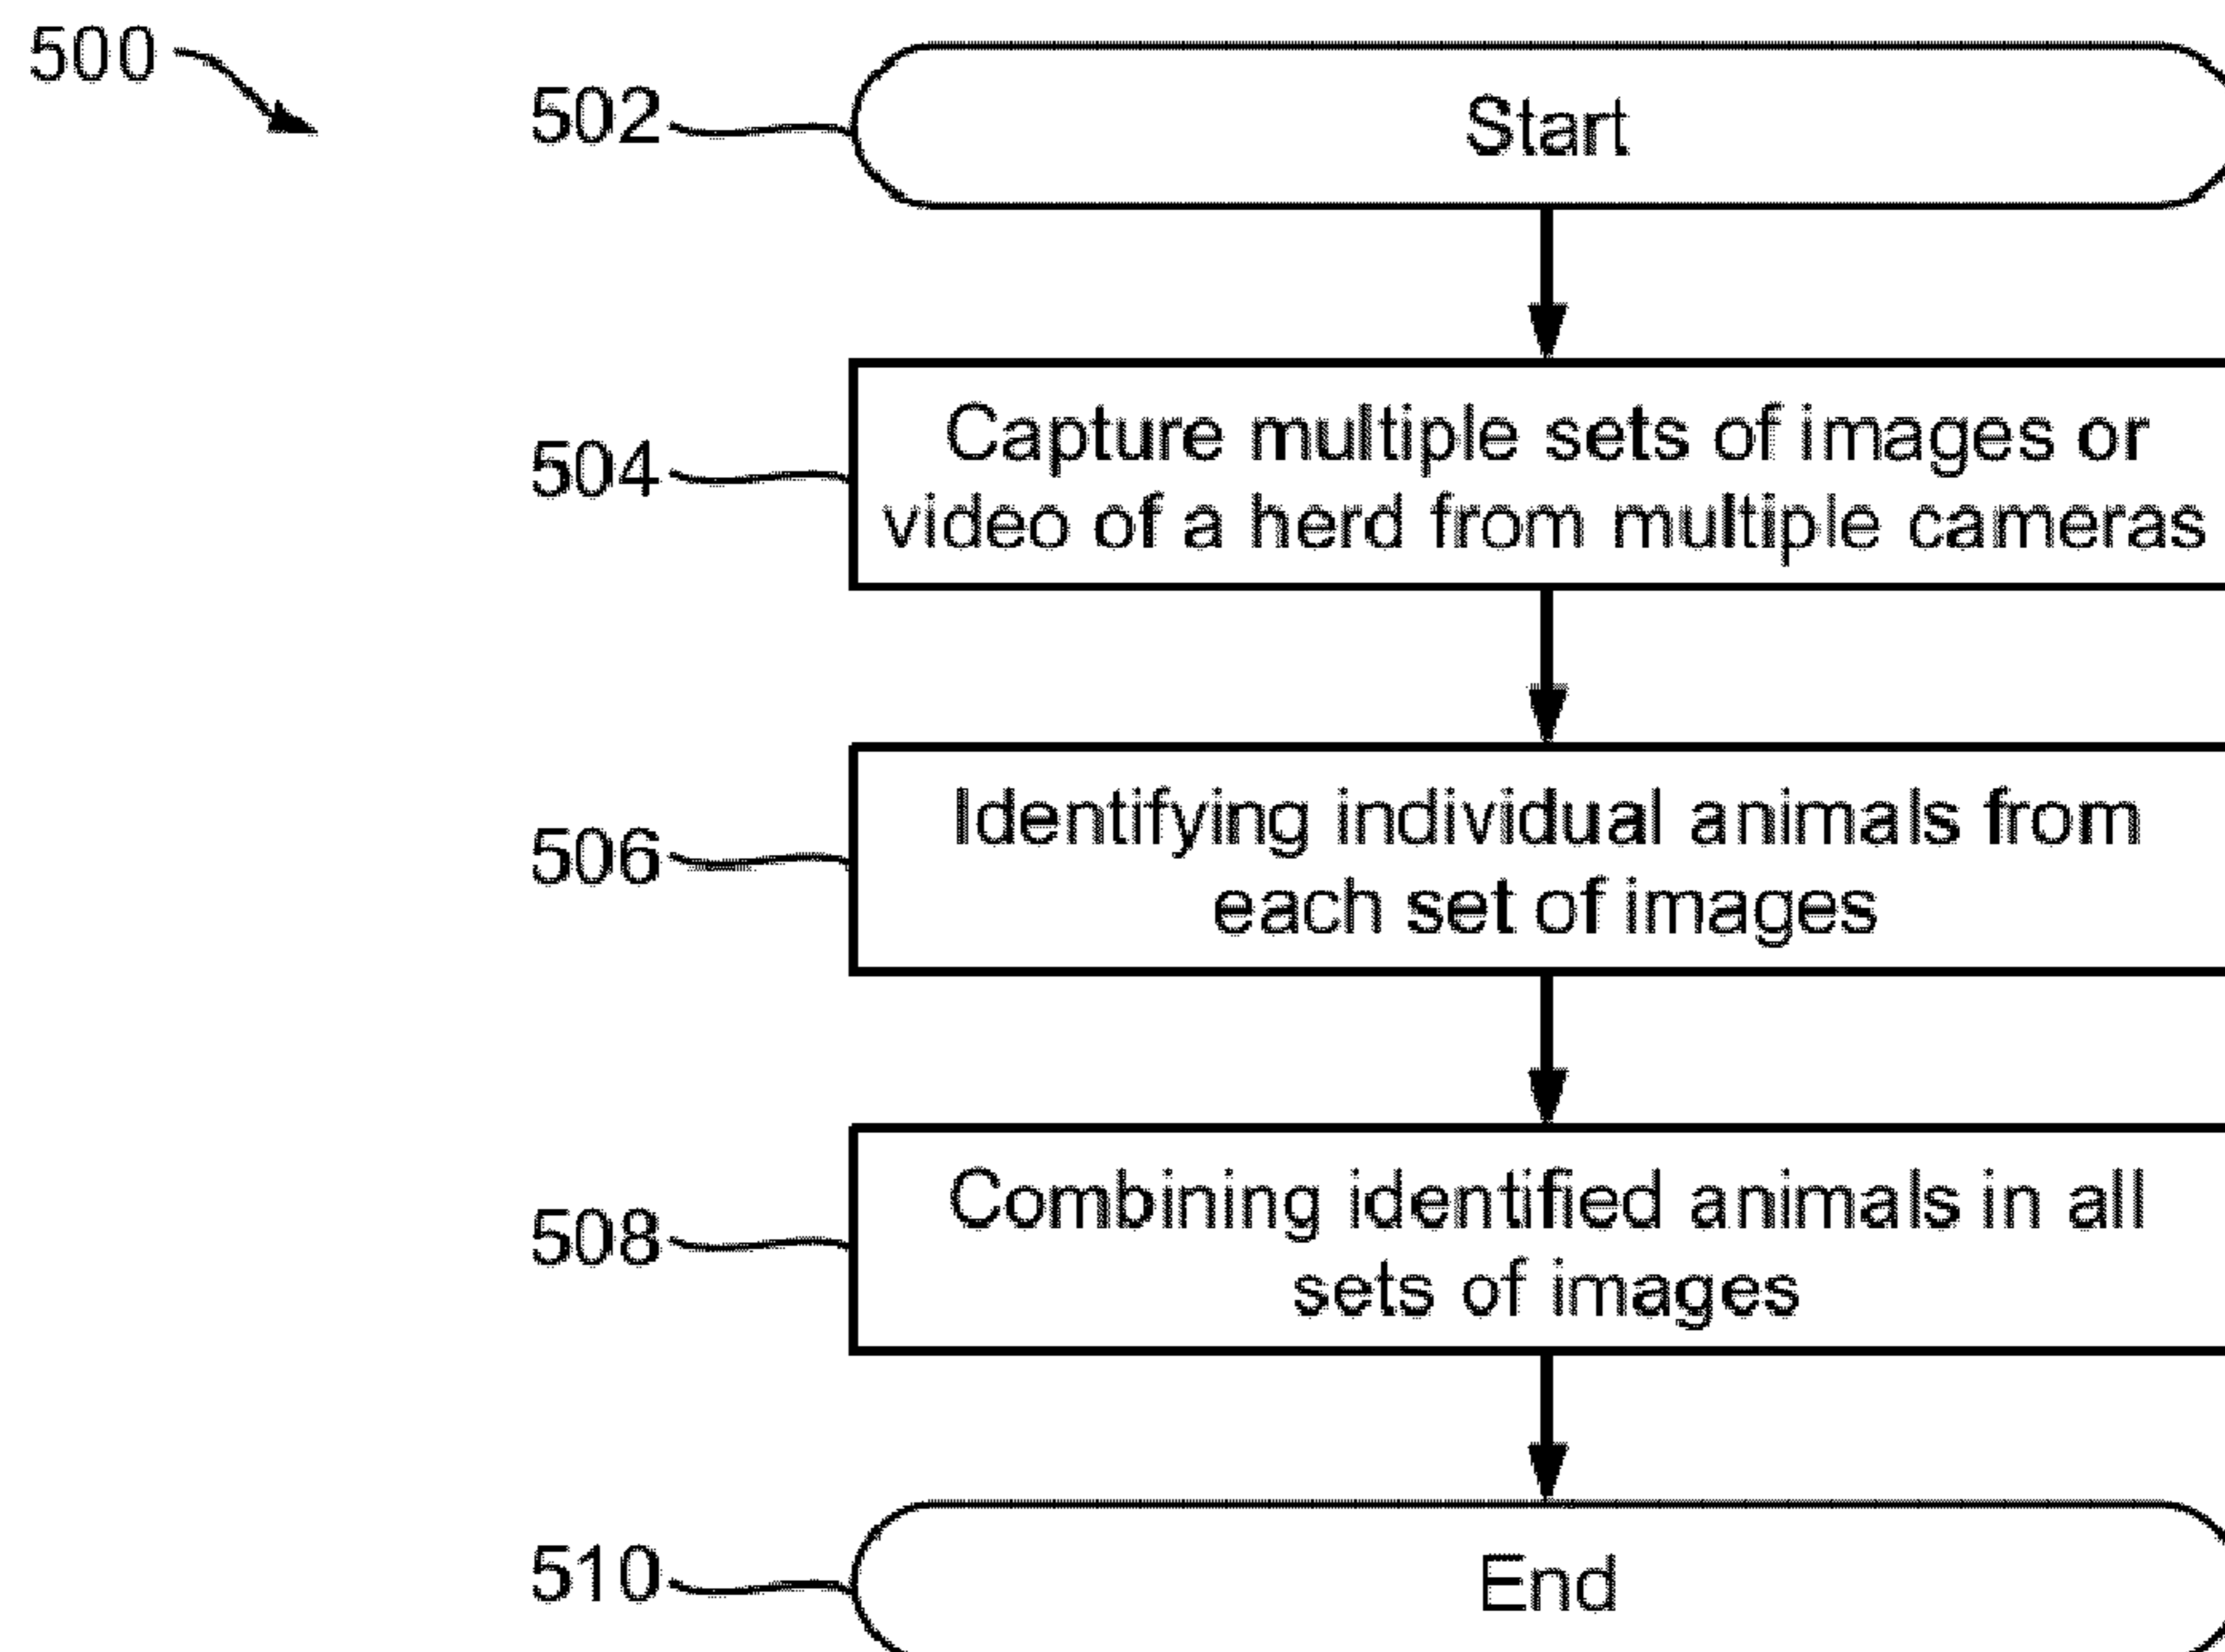 500
502
Start
504
Capture multiple sets of images or
video of a herd from multiple cameras
506
Identifying individual animals from
each set of images
508
Combining identified animals in all
sets of images
510
End